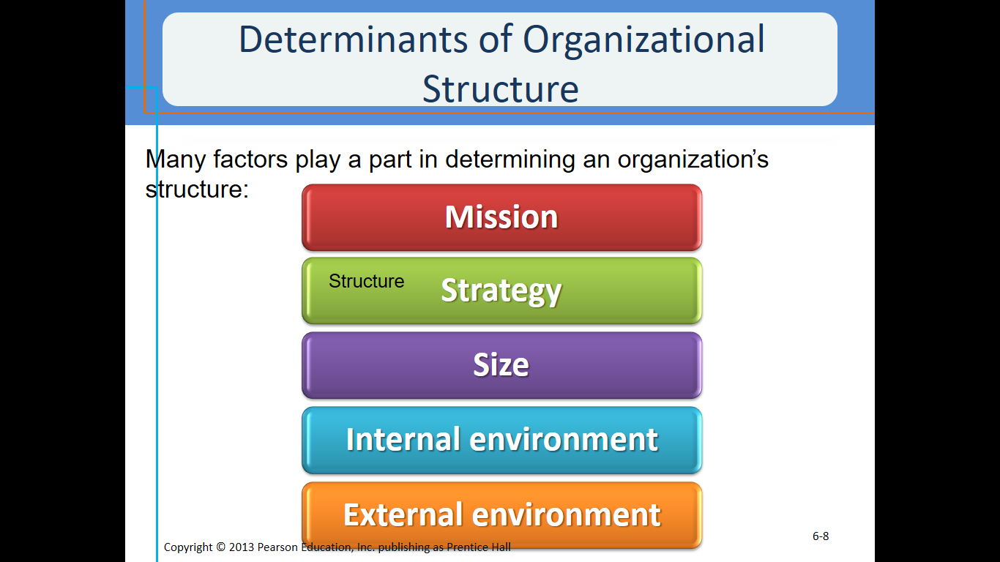 Determinants of Organizational
Structure
Many factors play a part in determining an organization’s
structure:
Mission
Structure
Strategy
Size
Internal environment
External environment
6-8
Copyright © 2013 Pearson Education, Inc. publishing as Prentice Hall